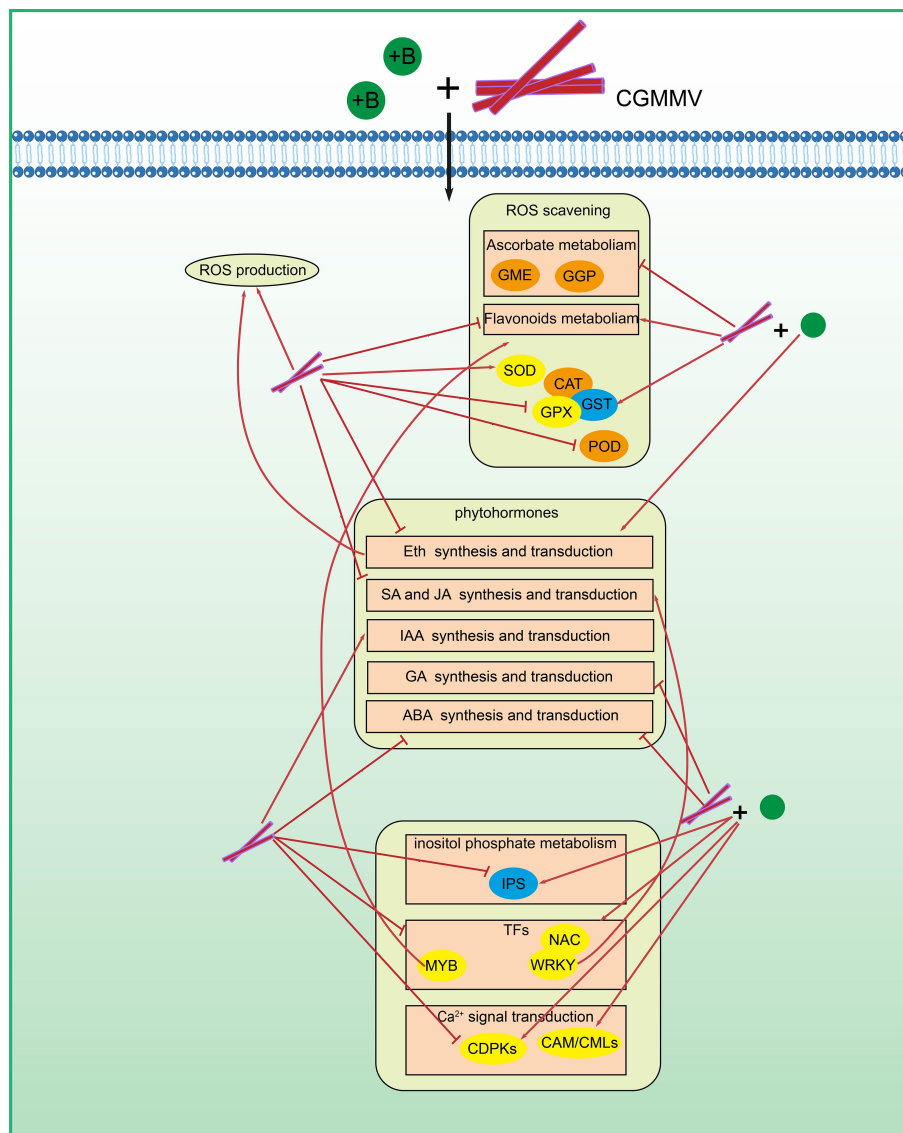 +B
+B
+
CGMMV
ROS scavening
Ascorbate metaboliam
GME
GGP
ROS production
Flavonoids metaboliam
+
SOD
CAT
GST
GPX
POD
phytohormones
Eth synthesis and transduction
SA and JA synthesis and transduction
IAA synthesis and transduction
GA synthesis and transduction
ABA synthesis and transduction
+
inositol phosphate metabolism
IPS
TFs
NAC
MYB
WRKY
Ca²⁺ signal transduction
CDPKs
CAM/CMLs